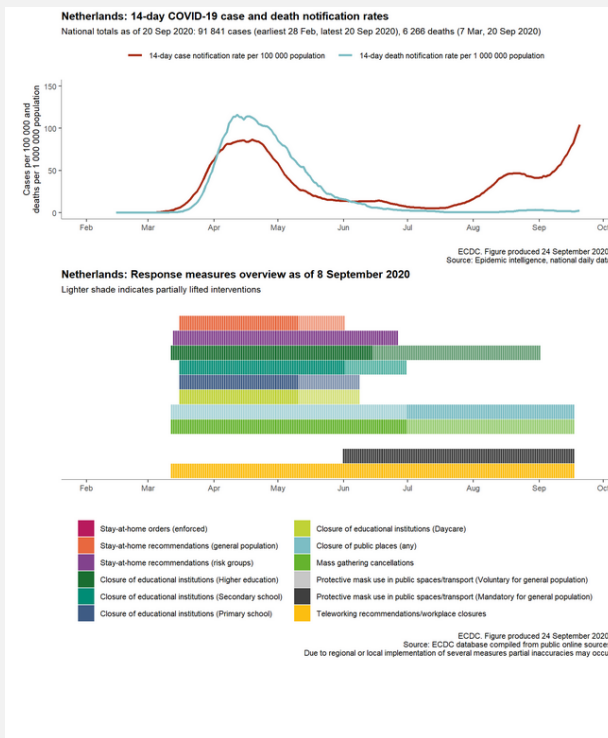 Netherlands: 14-day COVID-19 case and death notification rates
National totals as of 20 Sep 2020: 91 841 cases (earliest 28 Feb, latest 20 Sep 2020), 6 266 deaths (7 Mar, 20 Sep 2020)
14-day case notification rate per 100 000 population 14-day death notification rate per 1 000 000 population
Cases per 100 000 and
deaths per 1 000 000 population
150
100
50
0
Feb Mar Apr May Jun Jul Aug Sep Oct
ECDC. Figure produced 24 September 2020
Source: Epidemic intelligence, national daily data
Netherlands: Response measures overview as of 8 September 2020
Lighter shade indicates partially lifted interventions
Feb Mar Apr May Jun Jul Aug Sep Oct
Stay-at-home orders (enforced)
Stay-at-home recommendations (general population)
Stay-at-home recommendations (risk groups)
Closure of educational institutions (Higher education)
Closure of educational institutions (Secondary school)
Closure of educational institutions (Primary school)
Closure of educational institutions (Daycare)
Closure of public places (any)
Mass gathering cancellations
Protective mask use in public spaces/transport (Voluntary for general population)
Protective mask use in public spaces/transport (Mandatory for general population)
Teleworking recommendations/workplace closures
ECDC. Figure produced 24 September 2020
Source: ECDC database compiled from public online sources
Due to regional or local implementation of several measures partial inaccuracies may occu